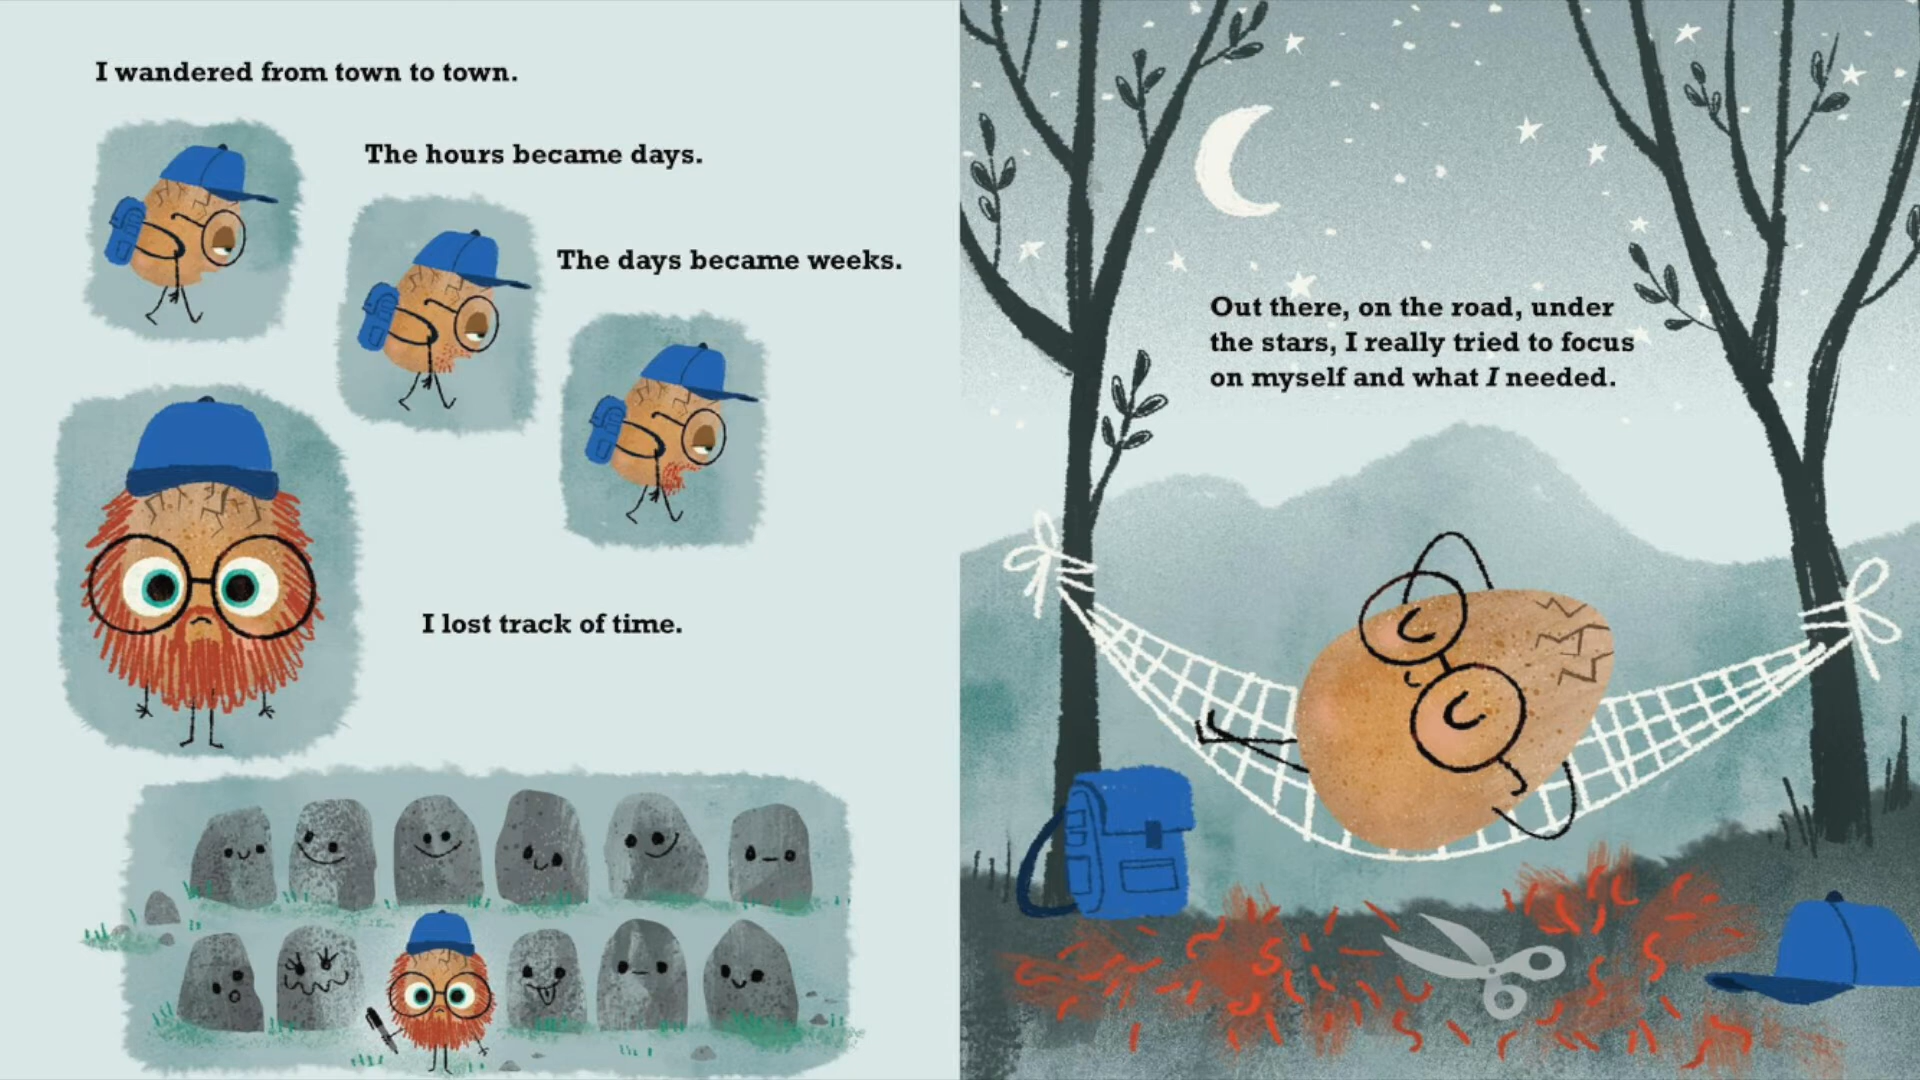 I wandered from town to town.
The hours became days.
The days became weeks.
I lost track of time.
Out there, on the road, under
the stars, I really tried to focus
on myself and what I needed.